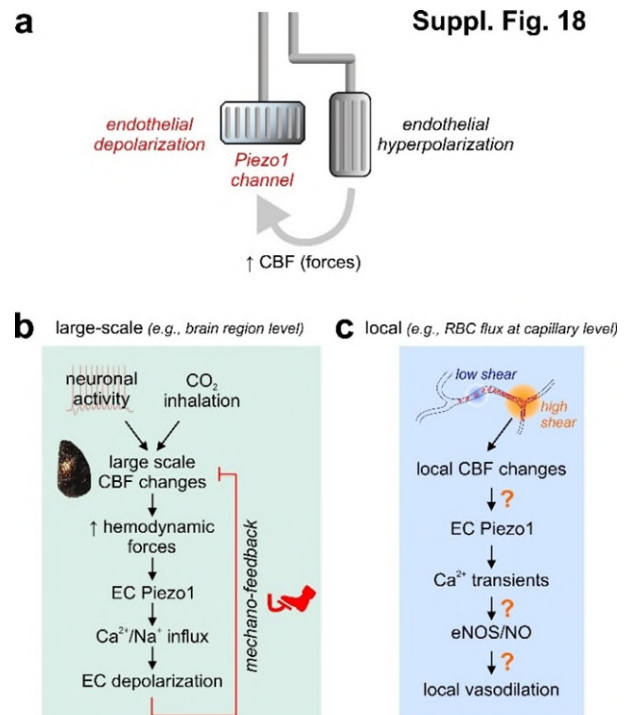 a
Suppl. Fig. 18
endothelial
depolarization
Piezo1
channel
endothelial
hyperpolarization
↑ CBF (forces)
b large-scale (e.g., brain region level)
neuronal
activity
CO₂
inhalation
large scale
CBF changes
↑ hemodynamic
forces
EC Piezo1
Ca²⁺/Na⁺ influx
EC depolarization
mechano-feedback
c local (e.g., RBC flux at capillary level)
low shear
high
shear
local CBF changes
?
EC Piezo1
Ca²⁺ transients
?
eNOS/NO
?
local vasodilation